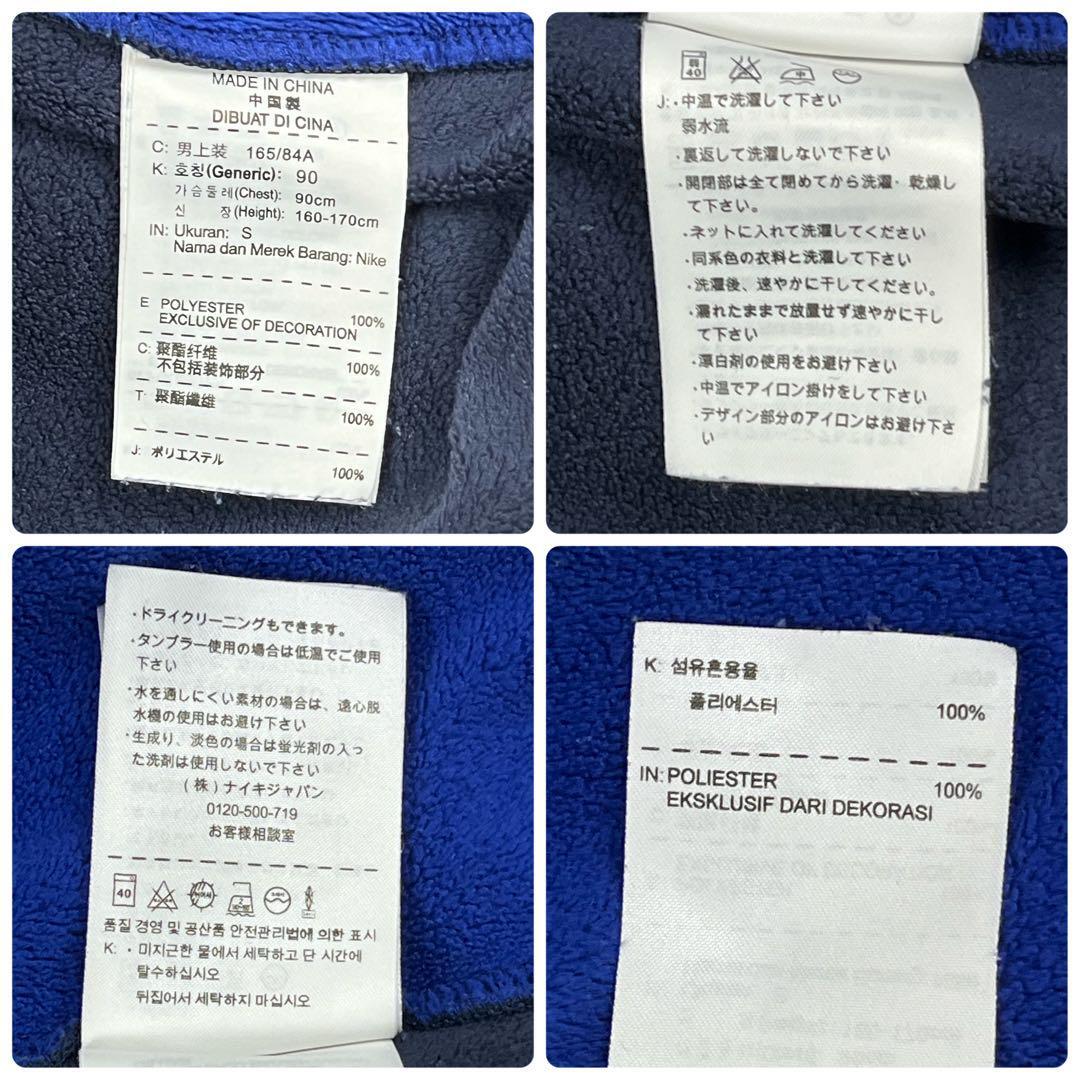 MADE IN CHINA
中国製
DIBUAT DI CINA
C: 男上装 165/84A
K: 호칭(Generic): 90
가슴둘레(Chest): 90cm
신 장(Height): 160-170cm
IN: Ukuran: S
Nama dan Merek Barang: Nike
E POLYESTER 100%
EXCLUSIVE OF DECORATION
C: 聚酯纤维 100%
不包括装饰部分
T: 聚酯纖維 100%
J: ポリエステル 100%
弱
40
中
J: ・中温で洗濯して下さい
弱水流
・裏返して洗濯しないで下さい
・開閉部は全て閉めてから洗濯・乾燥し
て下さい。
・ネットに入れて洗濯してください
・同系色の衣料と洗濯して下さい
・洗濯後、速やかに干してください。
・濡れたままで放置せず速やかに干し
て下さい
・漂白剤の使用をお避け下さい
・中温でアイロン掛けをして下さい
・デザイン部分のアイロンはお避け下さ
い
・ドライクリーニングもできます。
・タンブラー使用の場合は低温でご使用
下さい
・水を通しにくい素材の場合は、遠心脱
水機の使用はお避け下さい
・生成り、淡色の場合は蛍光剤の入っ
た洗剤は使用しないで下さい
(株)ナイキジャパン
0120-500-719
お客様相談室
40
품질 경영 및 공산품 안전관리법에 의한 표시
K: ・미지근한 물에서 세탁하고 단 시간에
탈수하십시오
뒤집어서 세탁하지 마십시오
K: 섬유혼용율
폴리에스터 100%
IN: POLIESTER 100%
EKSKLUSIF DARI DEKORASI